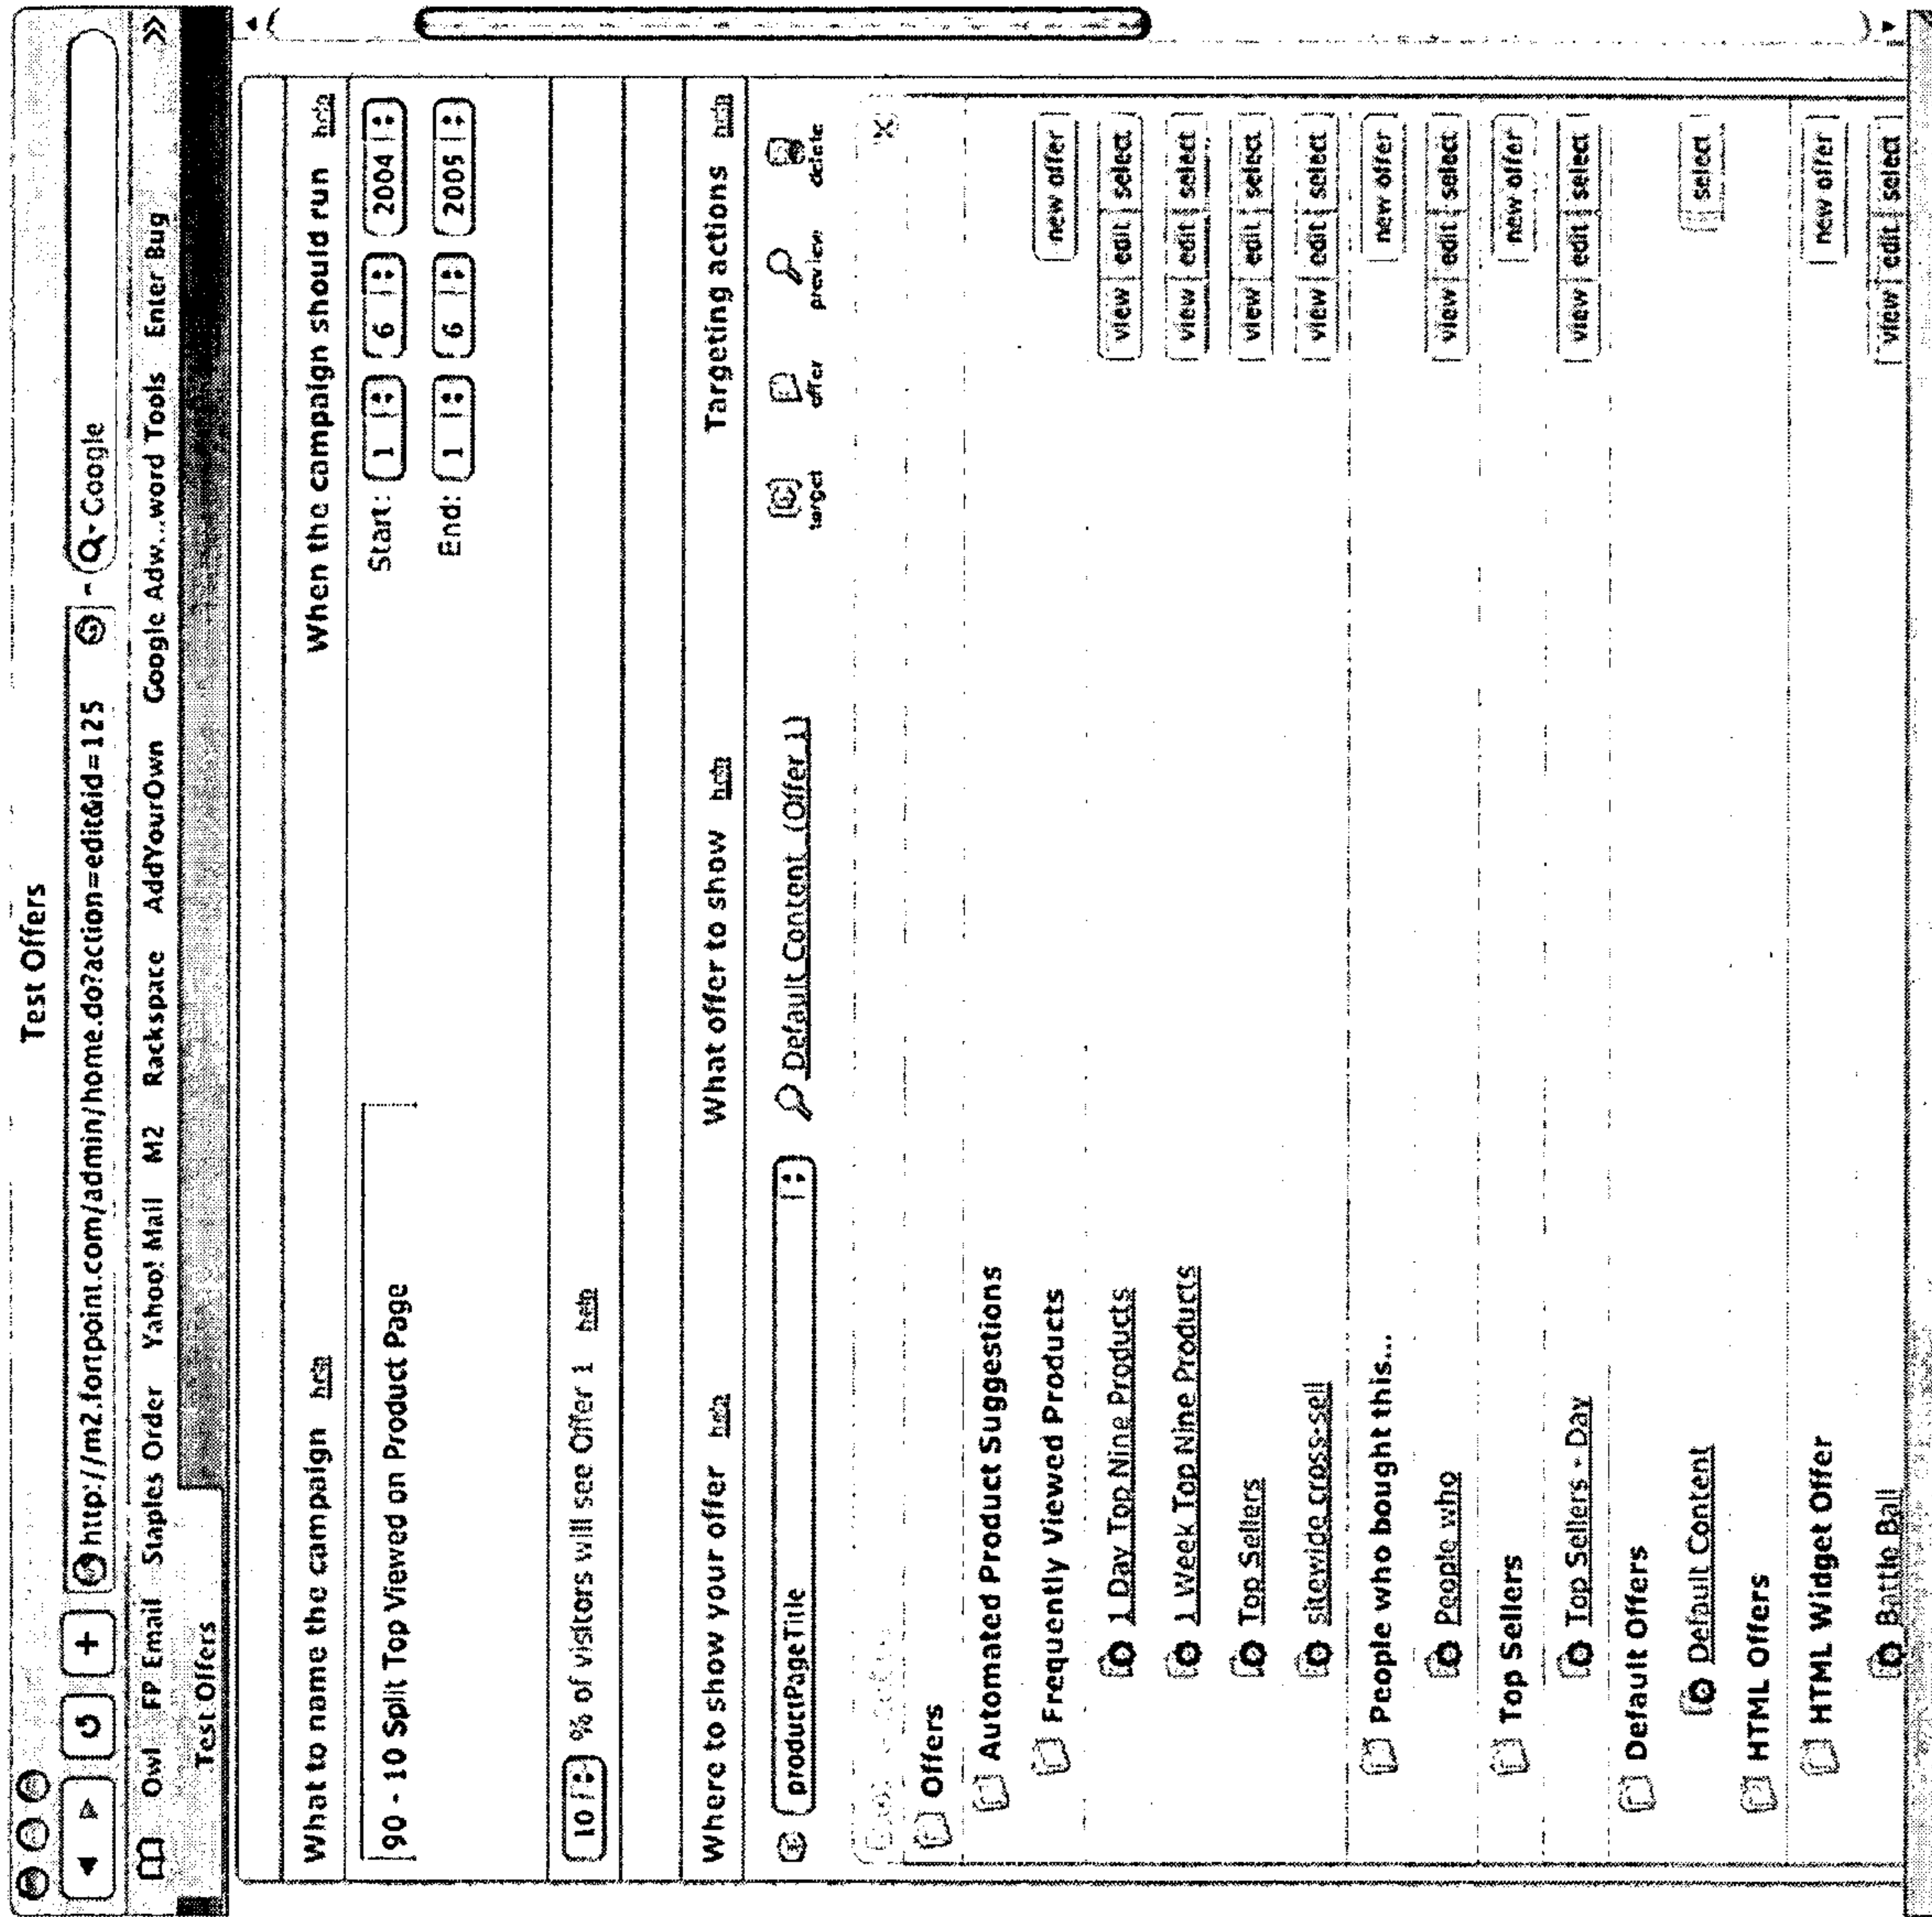 Test Offers
http://m2.fortpoint.com/admin/home.do?action=edit&id=125 Google
Owl FP Email Staples Order Yahoo! Mail M2 Rackspace AddYourOwn Google Adw...word Tools Enter Bug »
Test Offers
What to name the campaign help When the campaign should run help
90 - 10 Split Top Viewed on Product Page Start: 1 6 2004
End: 1 6 2005
10 % of visitors will see Offer 1 help
Where to show your offer help What offer to show help Targeting actions help
productPageTitle Default Content (Offer 1) target offer preview delete
Offers
Automated Product Suggestions
Frequently Viewed Products new offer
1 Day Top Nine Products view edit select
1 Week Top Nine Products view edit select
Top Sellers view edit select
sitewide cross-sell view edit select
People who bought this... new offer
People who view edit select
Top Sellers new offer
Top Sellers - Day view edit select
Default Offers
Default Content select
HTML Offers
HTML Widget Offer new offer
Battle Ball view edit select